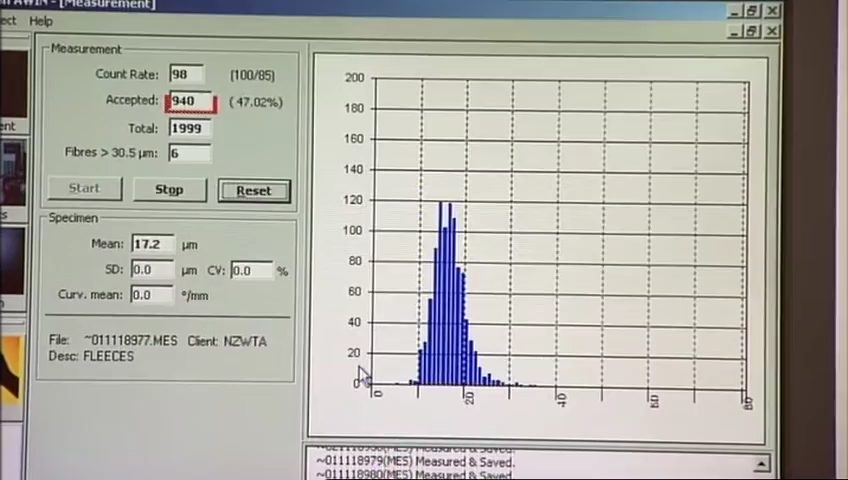 [Measurement]
ect Help
Measurement
Count Rate: 98 (100/85)
Accepted: 940 (47.02%)
Total: 1999
Fibres > 30.5 µm: 6
Start Stop Reset
Specimen
Mean: 17.2 µm
SD: 0.0 µm CV: 0.0 %
Curv. mean: 0.0 °/mm
File: ~011118977.MES Client: NZWTA
Desc: FLEECES
200
180
160
140
120
100
80
60
40
20
0
0 20 40 60 80
~011118979(MES) Measured & Saved.
~011118980(MES) Measured & Saved.